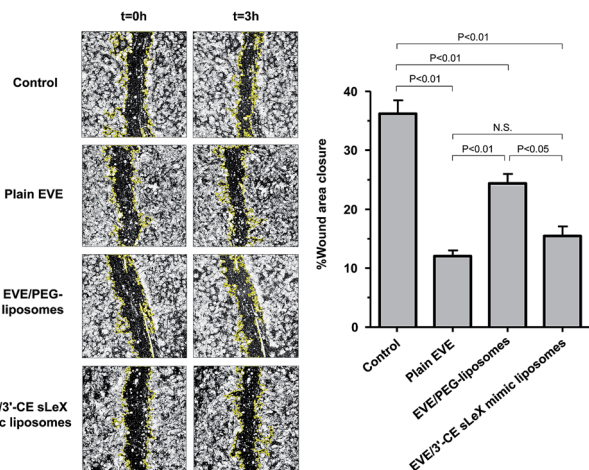 t=0h
t=3h
Control
Plain EVE
EVE/PEG-
liposomes
/3'-CE sLeX
liposomes
P<0.01
P<0.01
P<0.01
N.S.
P<0.01
P<0.05
%Wound area closure
40
30
20
10
0
Control
Plain EVE
EVE/PEG-liposomes
EVE/3'-CE sLeX mimic liposomes